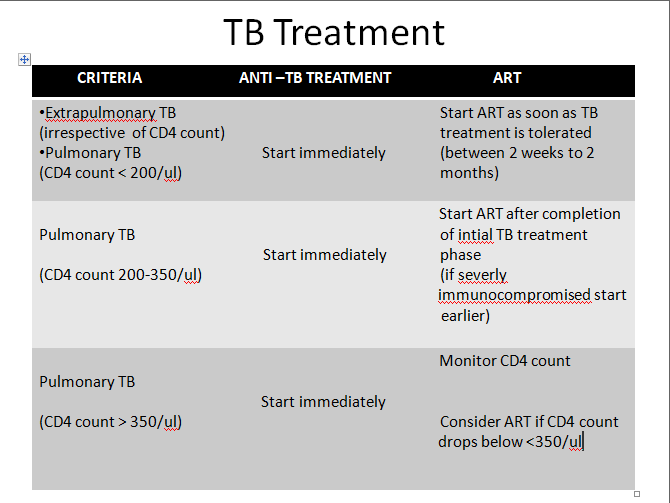 TB Treatment
CRITERIA ANTI –TB TREATMENT ART
•Extrapulmonary TB
(irrespective of CD4 count)
•Pulmonary TB
(CD4 count < 200/ul)
Start immediately
Start ART as soon as TB
treatment is tolerated
(between 2 weeks to 2
months)
Pulmonary TB
(CD4 count 200-350/ul)
Start immediately
Start ART after completion
of intial TB treatment
phase
(if severly
immunocompromised start
earlier)
Pulmonary TB
(CD4 count > 350/ul)
Start immediately
Monitor CD4 count
Consider ART if CD4 count
drops below <350/ul